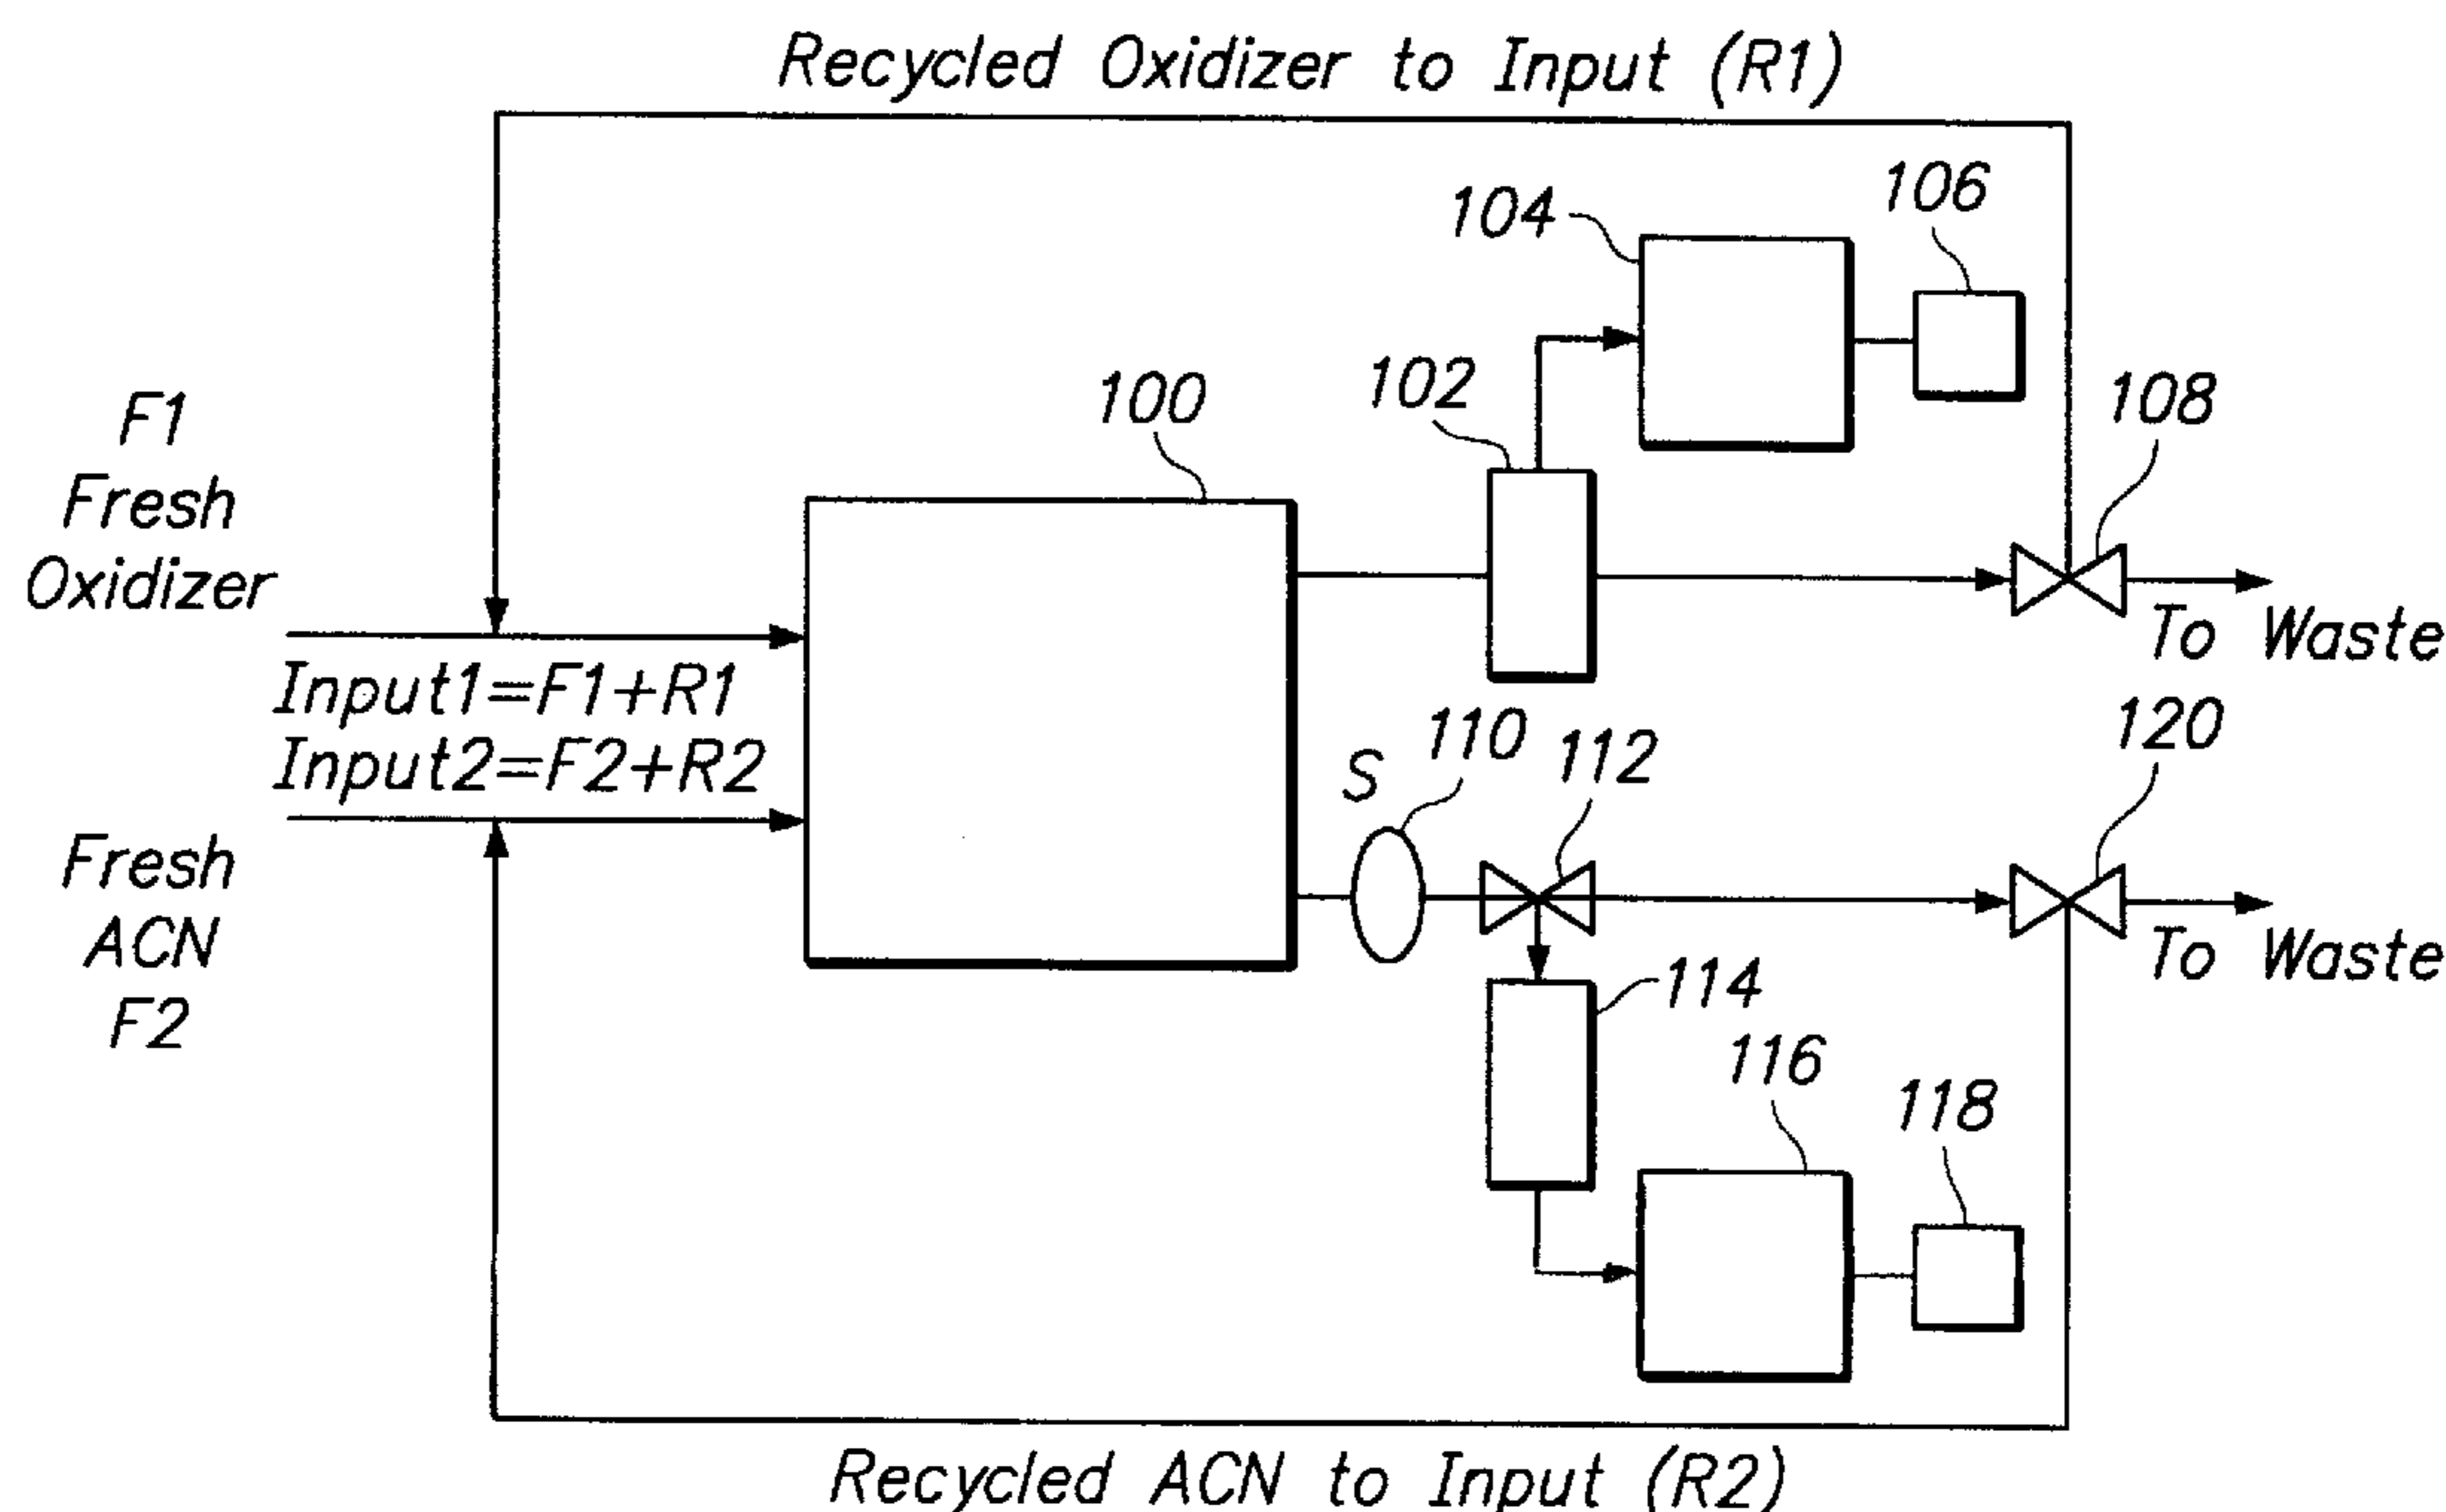 Recycled Oxidizer to Input (R1)
106
104
102
100
108
F1
Fresh
Oxidizer
To Waste
Input1=F1+R1
Input2=F2+R2
120
110
112
S
Fresh
ACN
F2
To Waste
114
116
118
Recycled ACN to Input (R2)